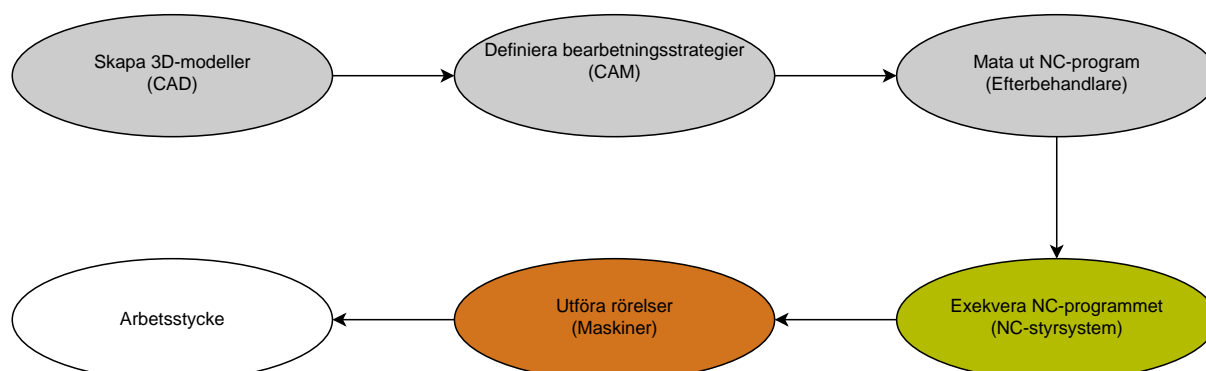 Skapa 3D-modeller
(CAD)
Definiera bearbetningsstrategier
(CAM)
Mata ut NC-program
(Efterbehandlare)
Exekvera NC-programmet
(NC-styrsystem)
Utföra rörelser
(Maskiner)
Arbetsstycke